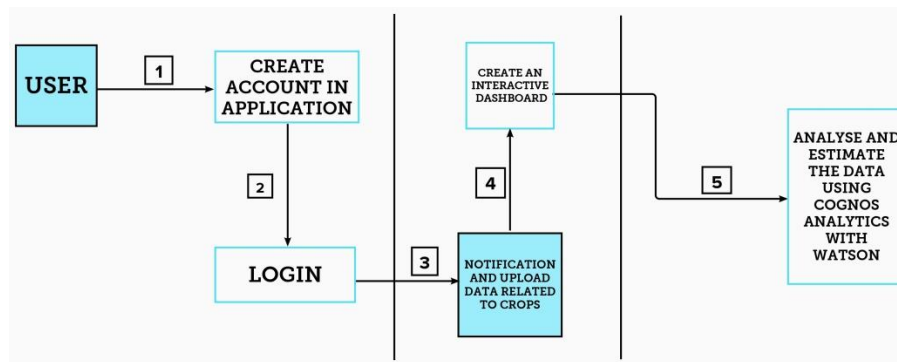 USER
1
CREATE
ACCOUNT IN
APPLICATION
2
LOGIN
3
NOTIFICATION
AND UPLOAD
DATA RELATED
TO CROPS
4
CREATE AN
INTERACTIVE
DASHBOARD
5
ANALYSE AND
ESTIMATE
THE DATA
USING
COGNOS
ANALYTICS
WITH
WATSON